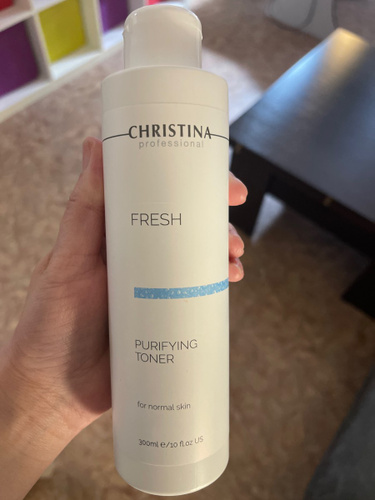 CHRISTINA
professional
FRESH
PURIFYING
TONER
for normal skin
300ml e/10 fl.oz US